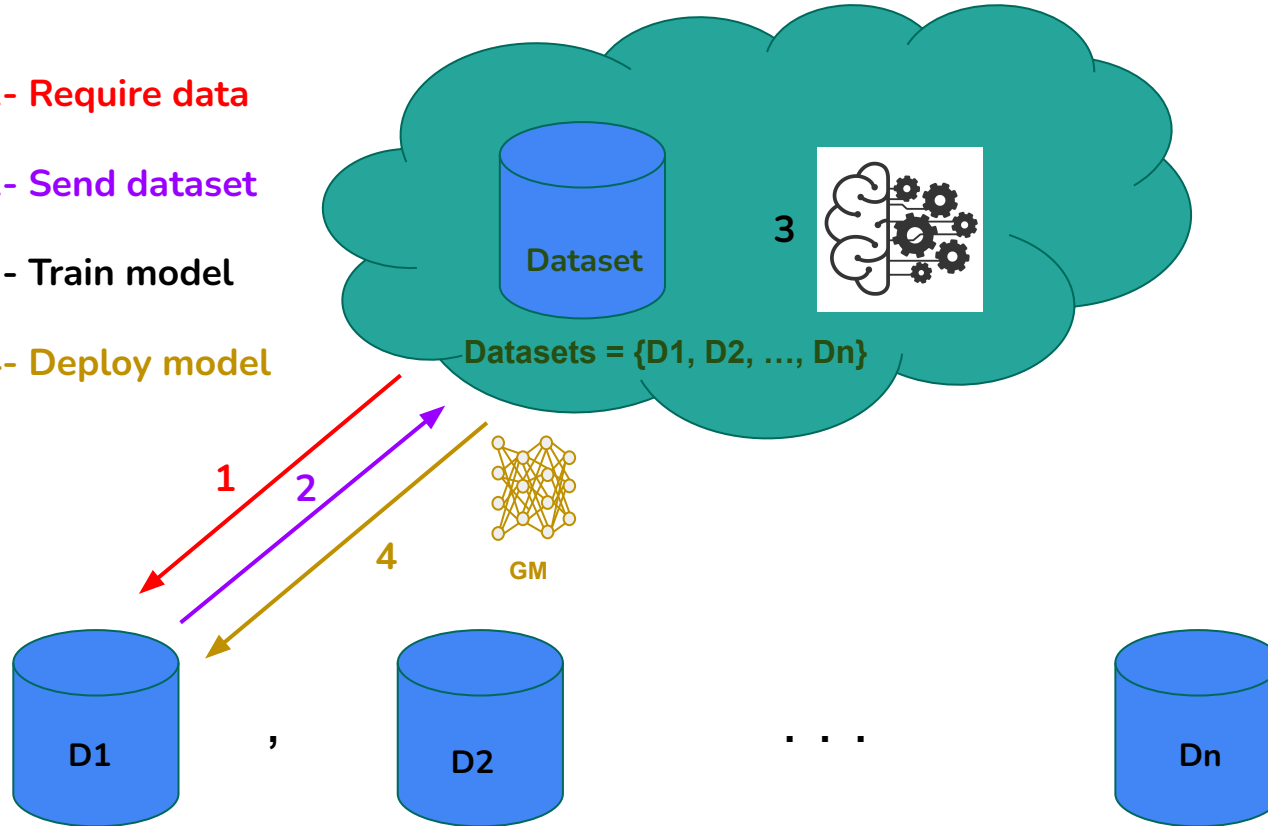 - Require data
- Send dataset
- Train model
- Deploy model
Dataset
3
Datasets = {D1, D2, ..., Dn}
1
2
4
GM
D1
,
D2
. . .
Dn